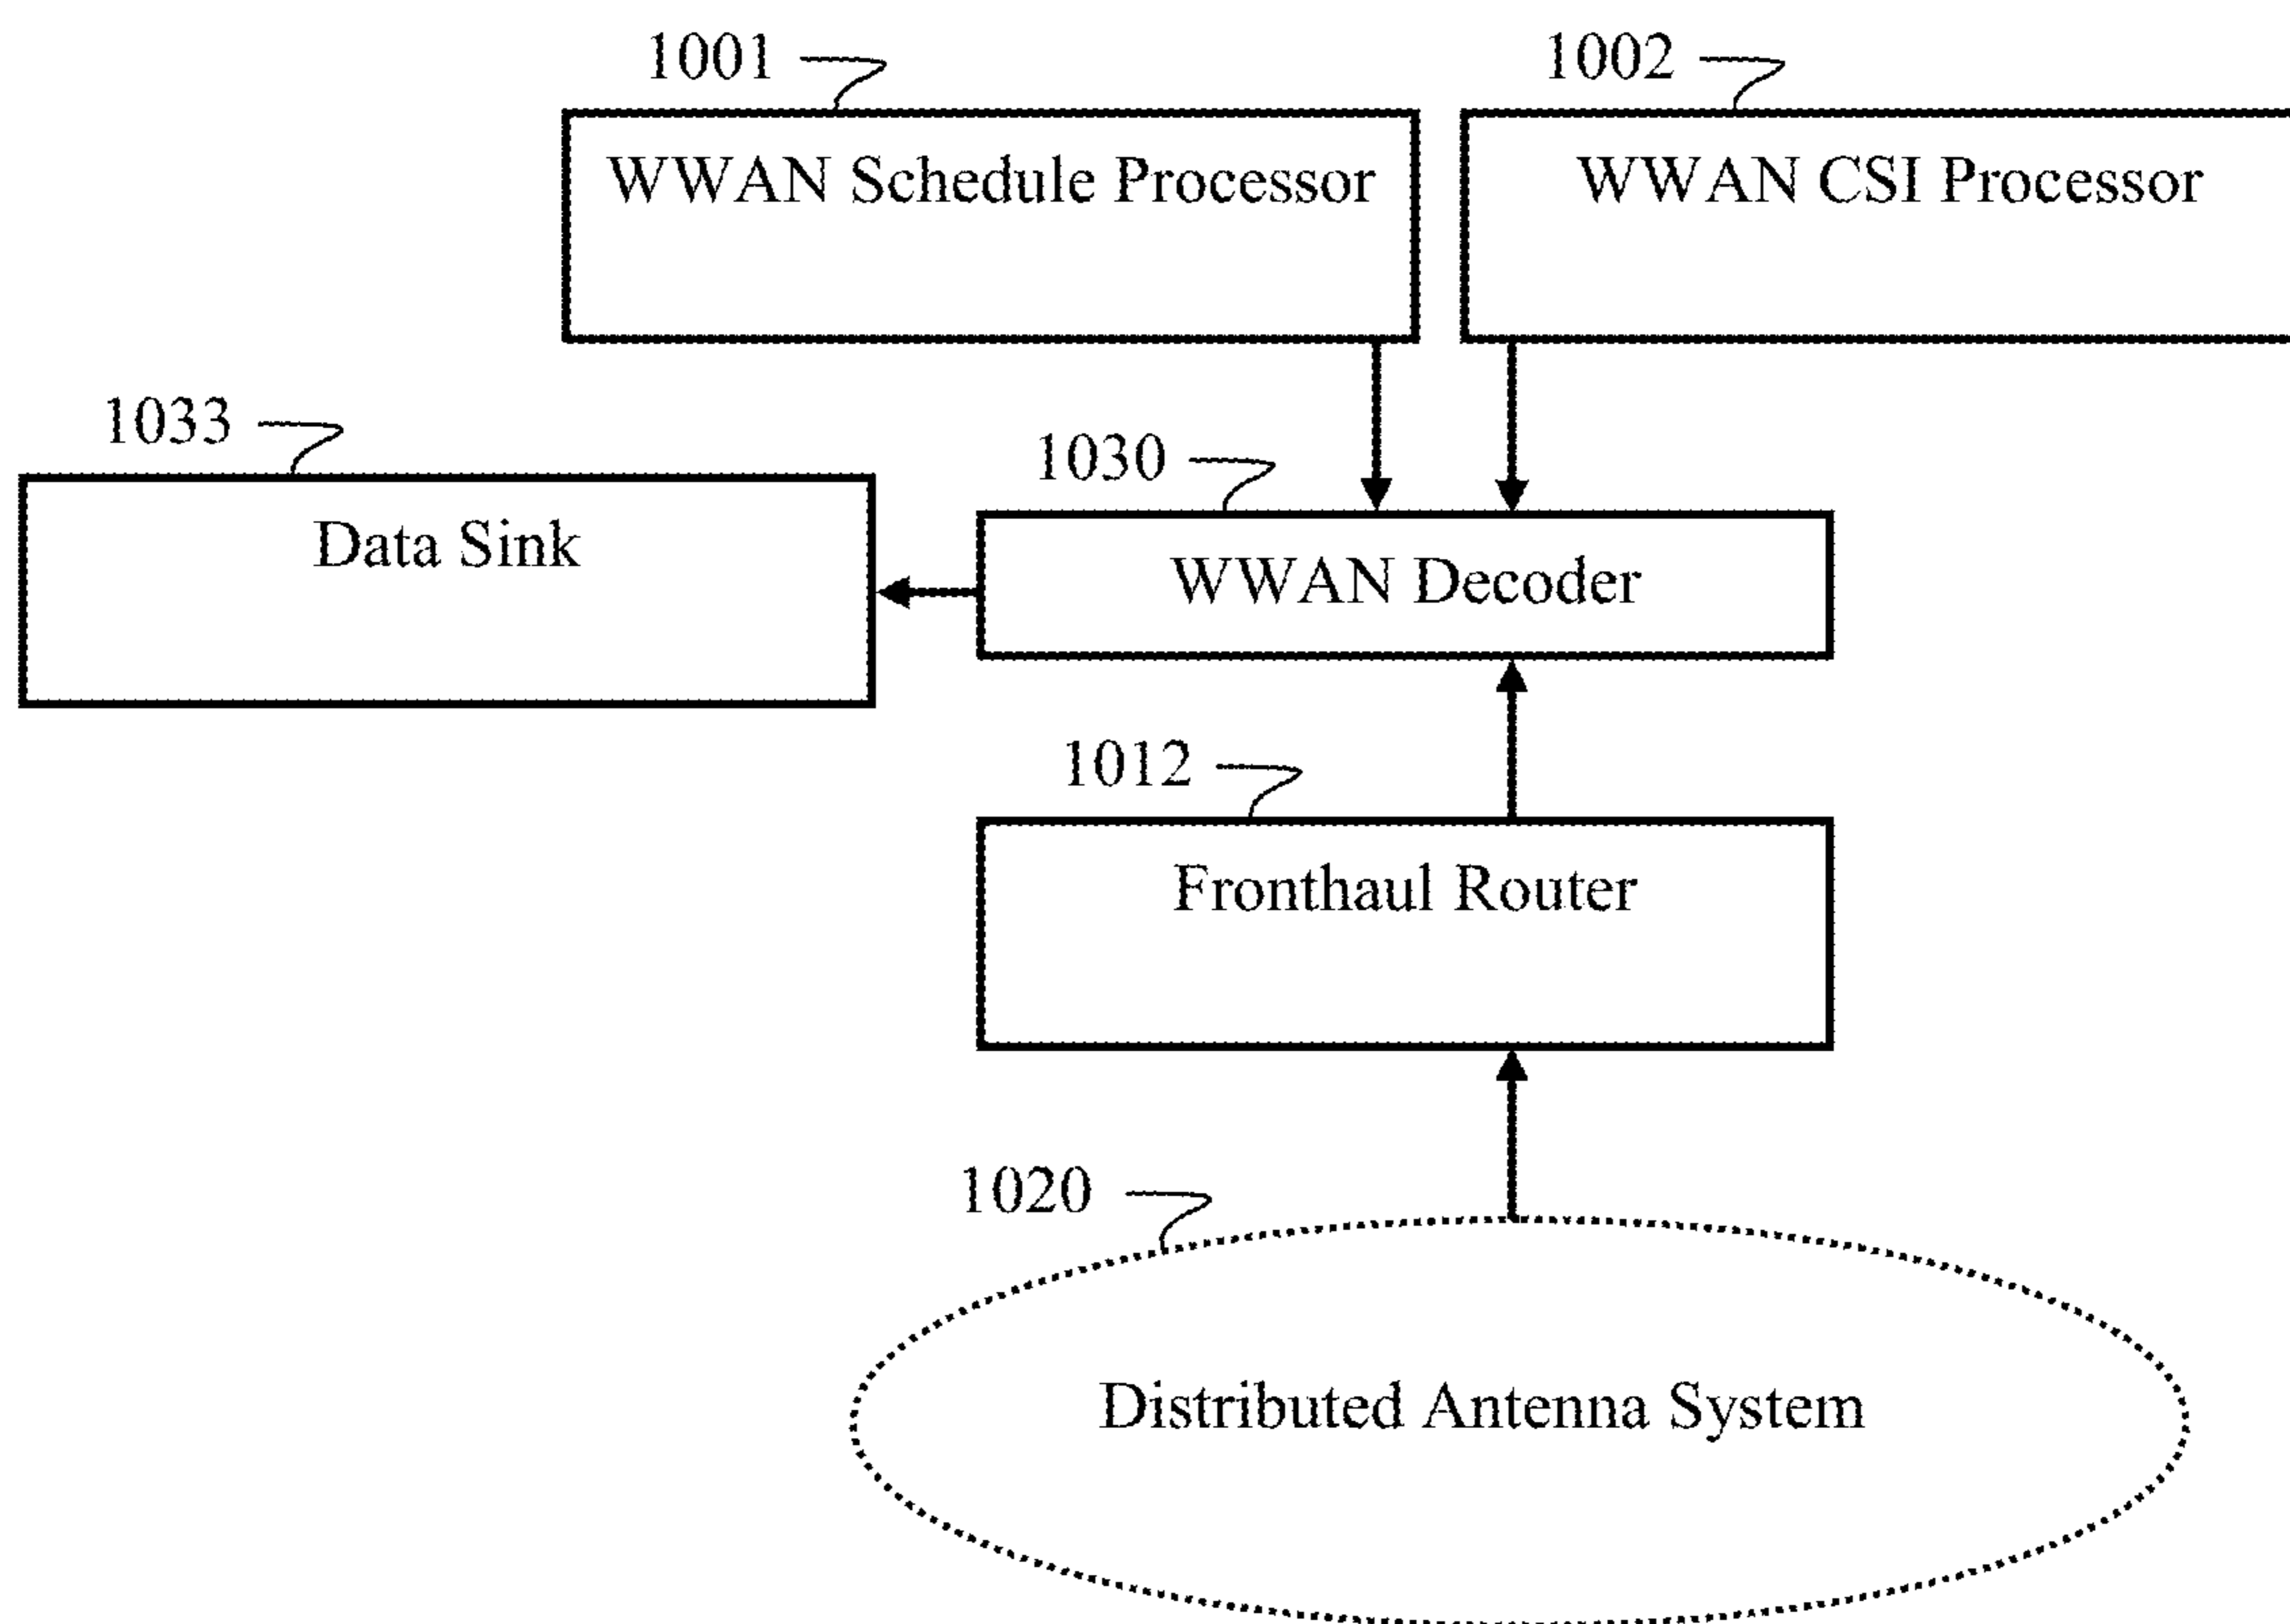 1001
1002
WWAN Schedule Processor
WWAN CSI Processor
1033
1030
Data Sink
WWAN Decoder
1012
Fronthaul Router
1020
Distributed Antenna System